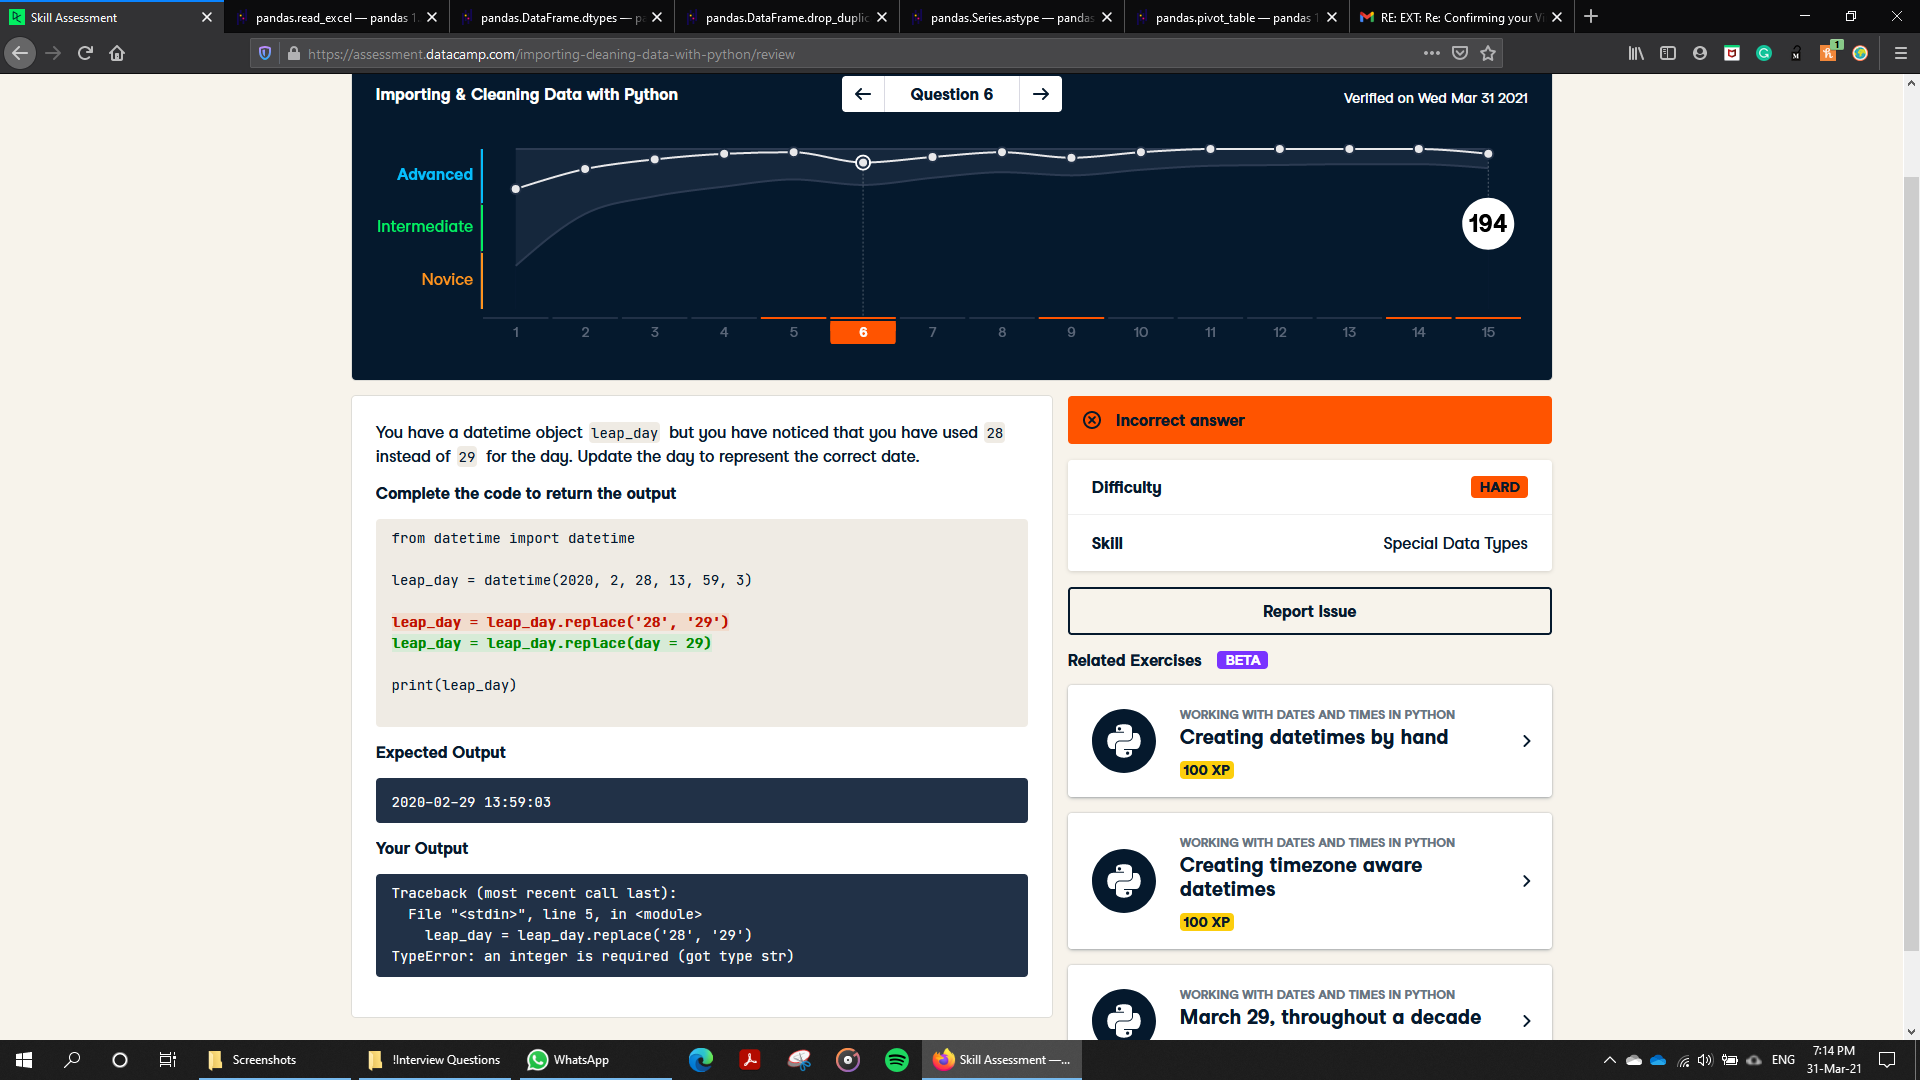 Skill Assessment
pandas.read_excel — pandas 1.
pandas.DataFrame.dtypes — p
pandas.DataFrame.drop_duplic
pandas.Series.astype — pandas
pandas.pivot_table — pandas 1
RE: EXT: Re: Confirming your Vi
https://assessment.datacamp.com/importing-cleaning-data-with-python/review
1
Importing & Cleaning Data with Python
Question 6
Verified on Wed Mar 31 2021
Advanced
Intermediate
Novice
194
1 2 3 4 5 6 7 8 9 10 11 12 13 14 15
You have a datetime object leap_day but you have noticed that you have used 28
instead of 29 for the day. Update the day to represent the correct date.
Complete the code to return the output
from datetime import datetime
leap_day = datetime(2020, 2, 28, 13, 59, 3)
leap_day = leap_day.replace('28', '29')
leap_day = leap_day.replace(day = 29)
print(leap_day)
Expected Output
2020-02-29 13:59:03
Your Output
Traceback (most recent call last):
File "<stdin>", line 5, in <module>
leap_day = leap_day.replace('28', '29')
TypeError: an integer is required (got type str)
Incorrect answer
Difficulty
HARD
Skill
Special Data Types
Report Issue
Related Exercises BETA
WORKING WITH DATES AND TIMES IN PYTHON
Creating datetimes by hand
100 XP
WORKING WITH DATES AND TIMES IN PYTHON
Creating timezone aware
datetimes
100 XP
WORKING WITH DATES AND TIMES IN PYTHON
March 29, throughout a decade
Screenshots
!Interview Questions
WhatsApp
Skill Assessment —...
ENG
7:14 PM
31-Mar-21